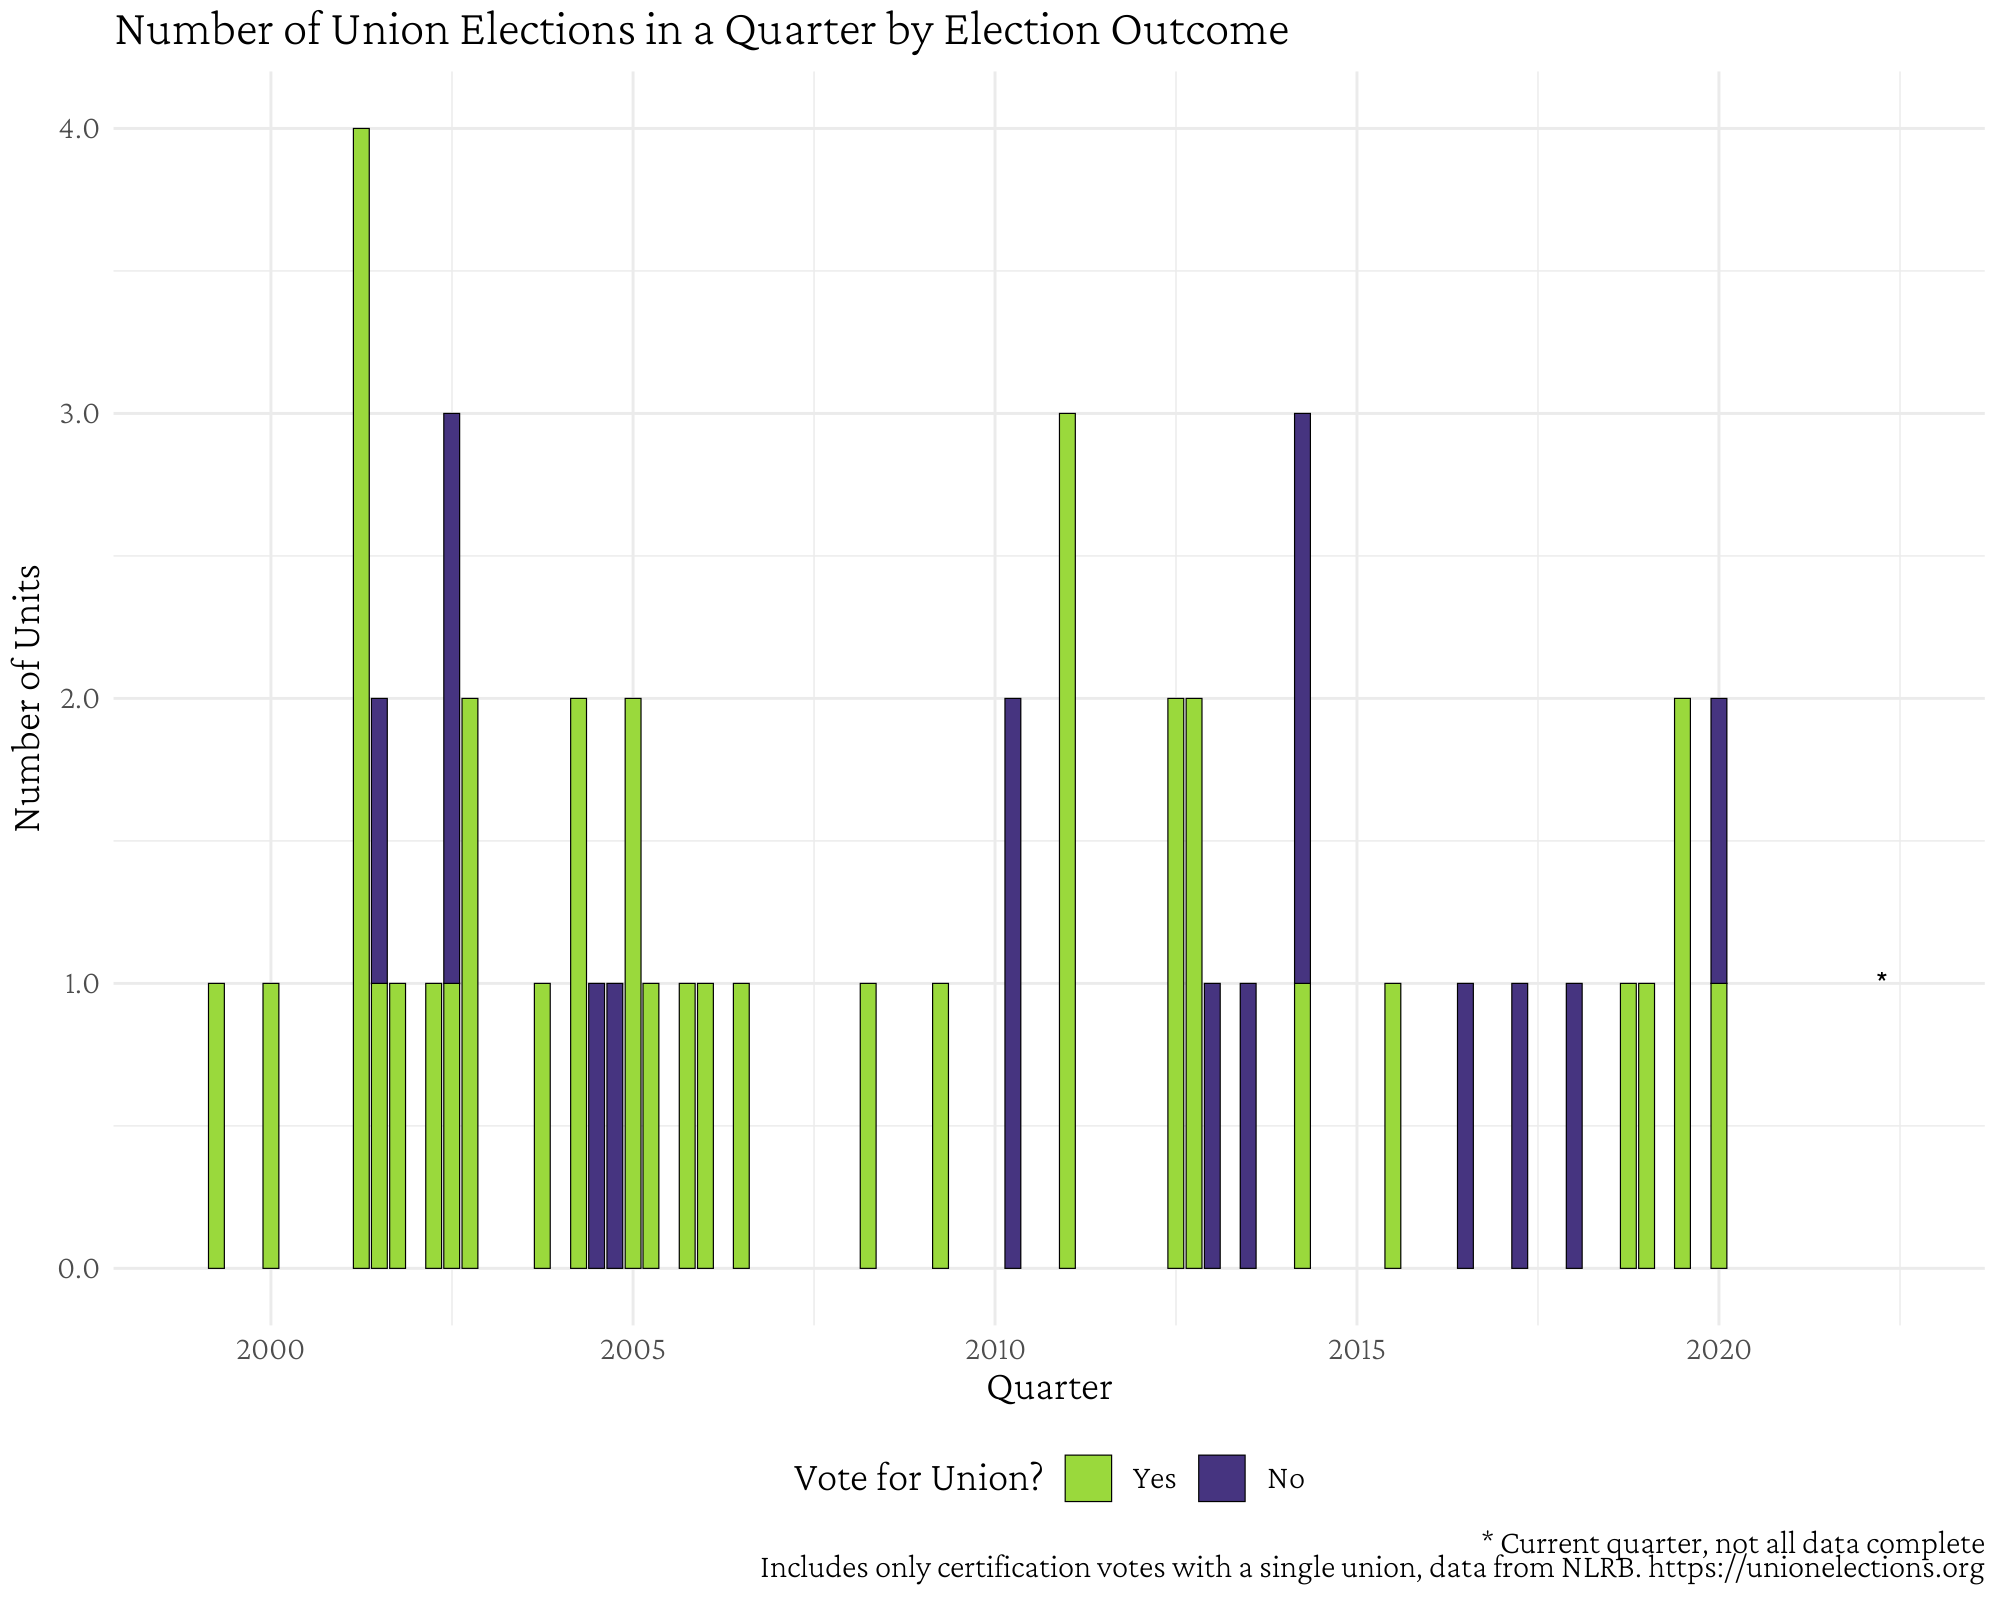 Number of Union Elections in a Quarter by Election Outcome
Number of Units
4.0
3.0
2.0
1.0
0.0
*
2000 2005 2010 2015 2020
Quarter
Vote for Union? Yes No
* Current quarter, not all data complete
Includes only certification votes with a single union, data from NLRB. https://unionelections.org